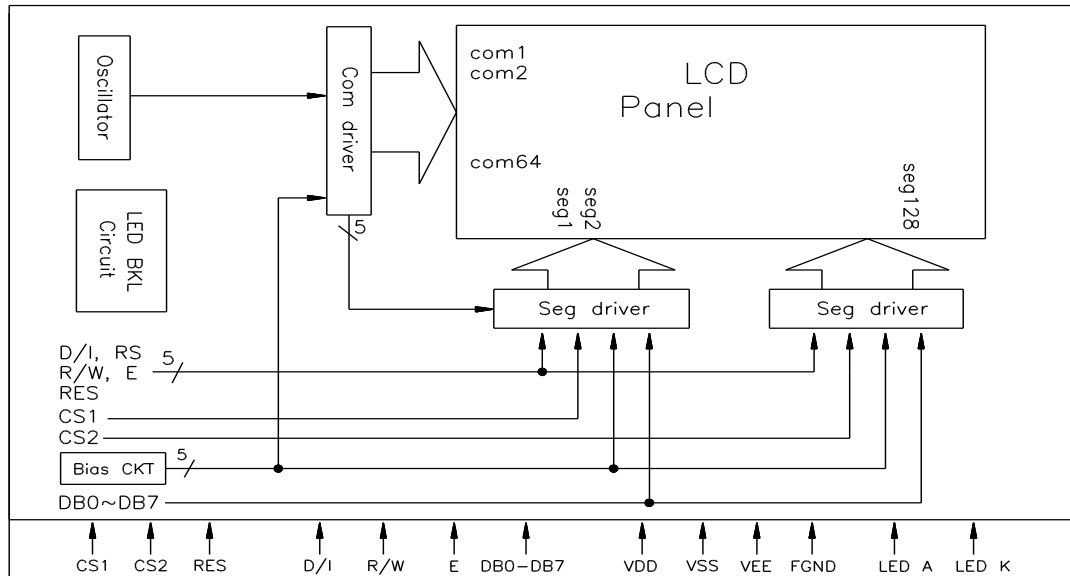 Oscillator
Com driver
com1
com2
com64
LCD
Panel
seg1
seg2
seg128
5
LED BKL
Circuit
Seg driver
Seg driver
D/I, RS
R/W, E
RES
5
CS1
CS2
Bias CKT
5
DB0~DB7
CS1 CS2 RES D/I R/W E DB0-DB7 VDD VSS VEE FGND LED A LED K